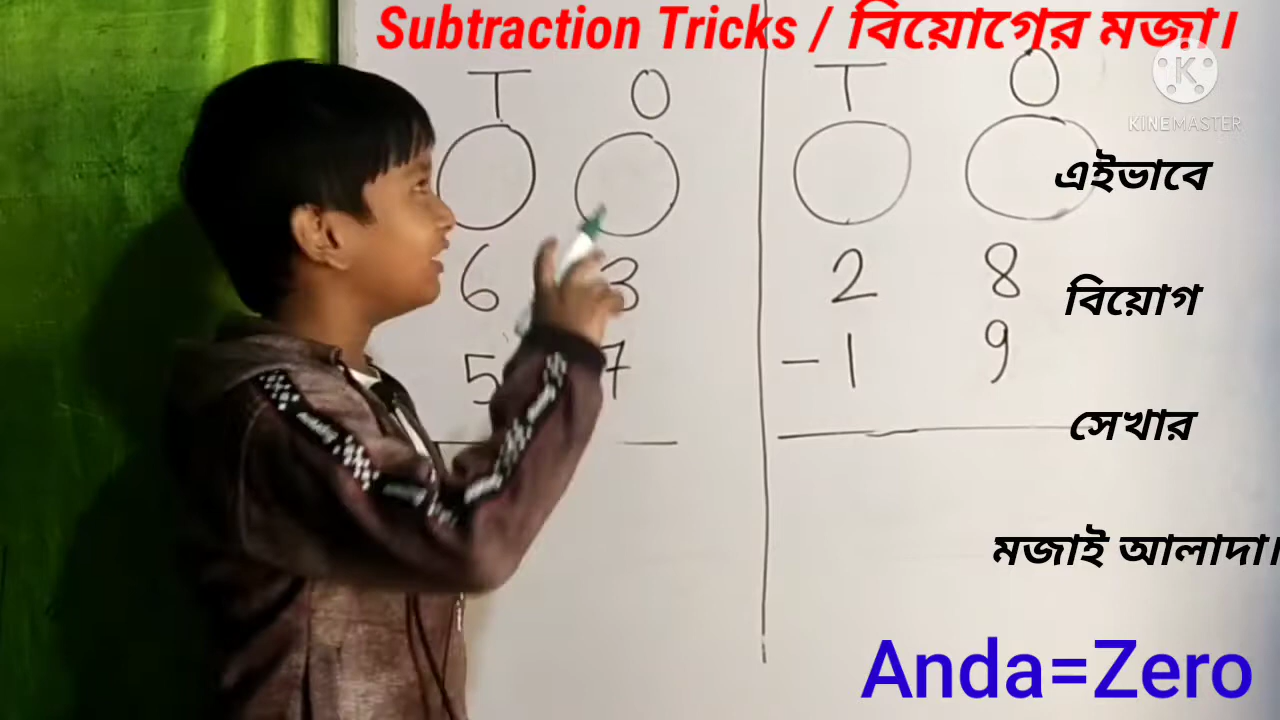 Subtraction Tricks / বিয়োগের মজা।
T O T O
KINEMASTER
এইভাবে
6 3 2 8
বিয়োগ
5 7 - 1 9
সেখার
মজাই আলাদা।
Anda=Zero